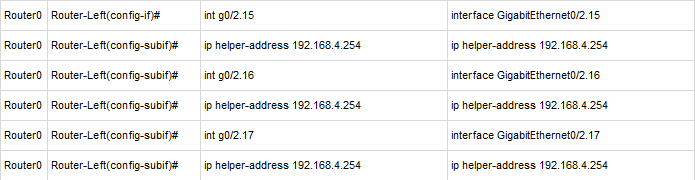 Router0 Router-Left(config-if)# int g0/2.15 interface GigabitEthernet0/2.15
Router0 Router-Left(config-subif)# ip helper-address 192.168.4.254 ip helper-address 192.168.4.254
Router0 Router-Left(config-subif)# int g0/2.16 interface GigabitEthernet0/2.16
Router0 Router-Left(config-subif)# ip helper-address 192.168.4.254 ip helper-address 192.168.4.254
Router0 Router-Left(config-subif)# int g0/2.17 interface GigabitEthernet0/2.17
Router0 Router-Left(config-subif)# ip helper-address 192.168.4.254 ip helper-address 192.168.4.254